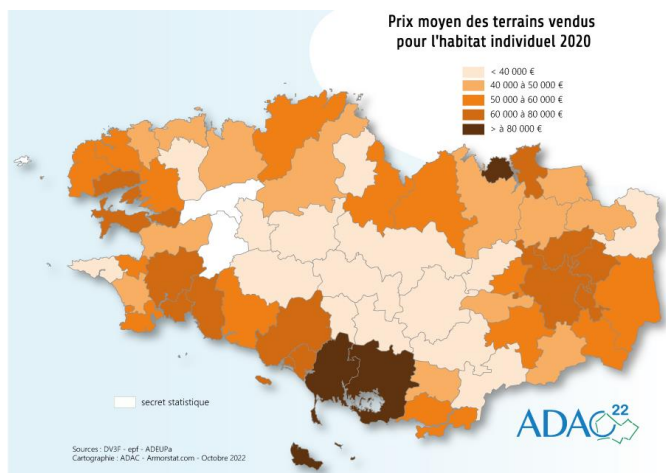 Prix moyen des terrains vendus
pour l'habitat individuel 2020
< 40 000 €
40 000 à 50 000 €
50 000 à 60 000 €
60 000 à 80 000 €
> à 80 000 €
secret statistique
ADAC 22
Sources : DV3F - epf - ADEUPa
Cartographie : ADAC - Armorstat.com - Octobre 2022